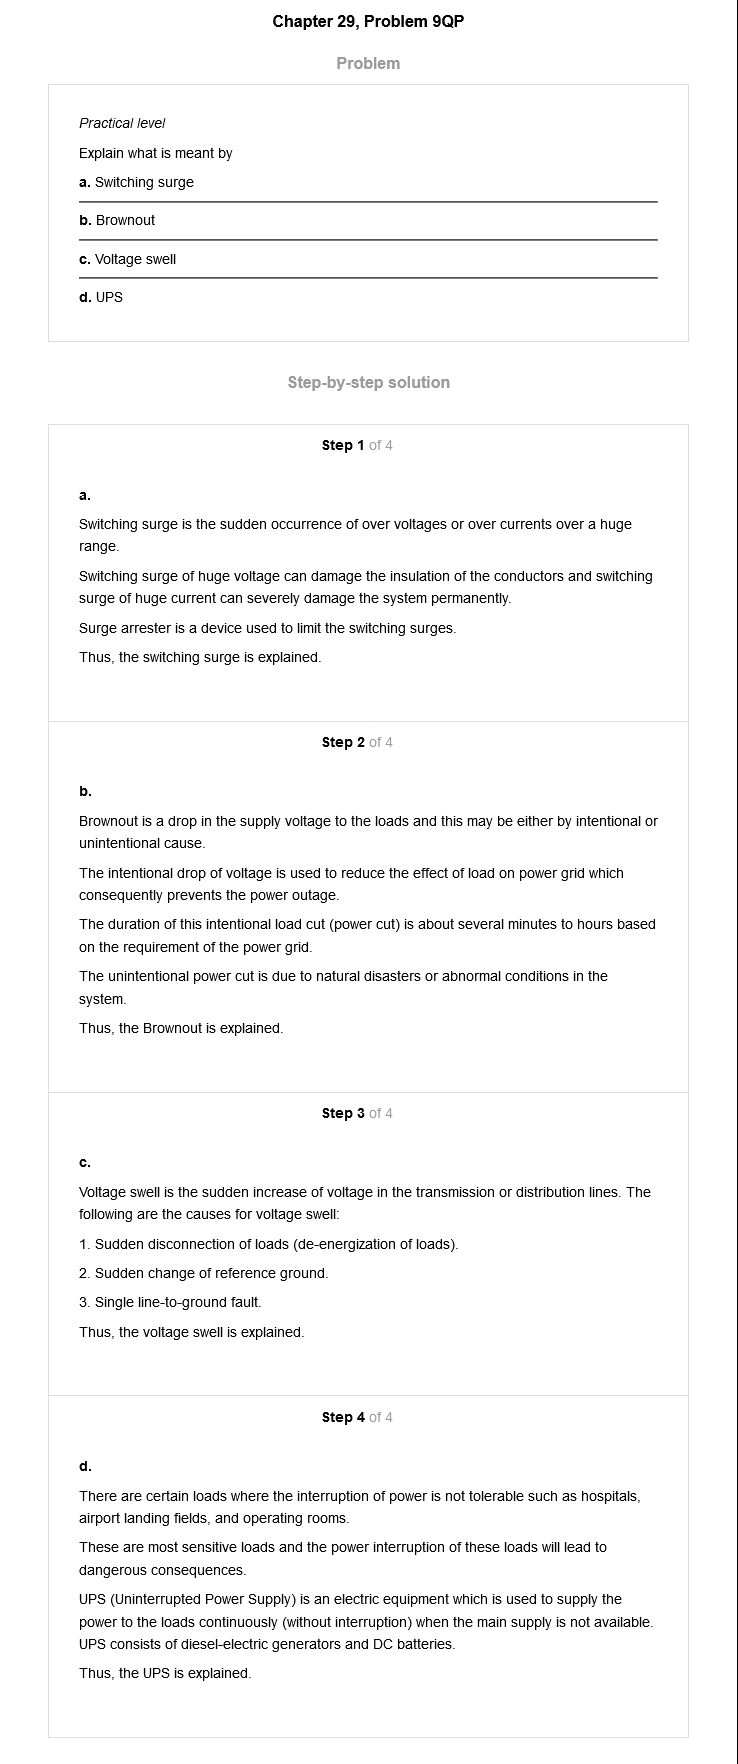 Chapter 29, Problem 9QP
Problem
Practical level
Explain what is meant by
a. Switching surge
b. Brownout
c. Voltage swell
d. UPS
Step-by-step solution
Step 1 of 4
a.
Switching surge is the sudden occurrence of over voltages or over currents over a huge
range.
Switching surge of huge voltage can damage the insulation of the conductors and switching
surge of huge current can severely damage the system permanently.
Surge arrester is a device used to limit the switching surges.
Thus, the switching surge is explained.
Step 2 of 4
b.
Brownout is a drop in the supply voltage to the loads and this may be either by intentional or
unintentional cause.
The intentional drop of voltage is used to reduce the effect of load on power grid which
consequently prevents the power outage.
The duration of this intentional load cut (power cut) is about several minutes to hours based
on the requirement of the power grid.
The unintentional power cut is due to natural disasters or abnormal conditions in the
system.
Thus, the Brownout is explained.
Step 3 of 4
c.
Voltage swell is the sudden increase of voltage in the transmission or distribution lines. The
following are the causes for voltage swell:
1. Sudden disconnection of loads (de-energization of loads).
2. Sudden change of reference ground.
3. Single line-to-ground fault.
Thus, the voltage swell is explained.
Step 4 of 4
d.
There are certain loads where the interruption of power is not tolerable such as hospitals,
airport landing fields, and operating rooms.
These are most sensitive loads and the power interruption of these loads will lead to
dangerous consequences.
UPS (Uninterrupted Power Supply) is an electric equipment which is used to supply the
power to the loads continuously (without interruption) when the main supply is not available.
UPS consists of diesel-electric generators and DC batteries.
Thus, the UPS is explained.